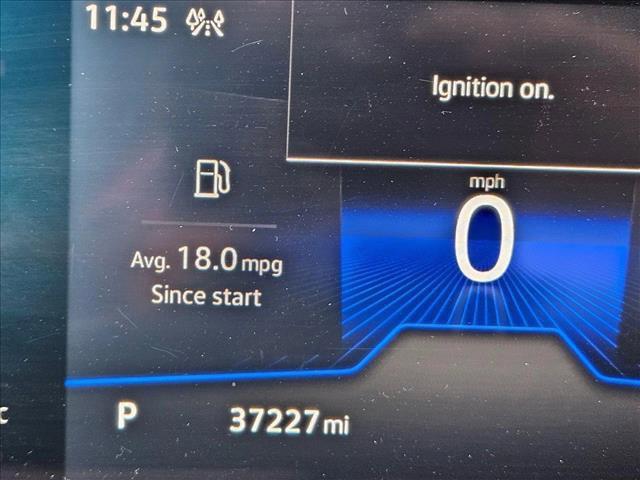 11:45
Ignition on.
mph
0
Avg. 18.0 mpg
Since start
P
37227 mi